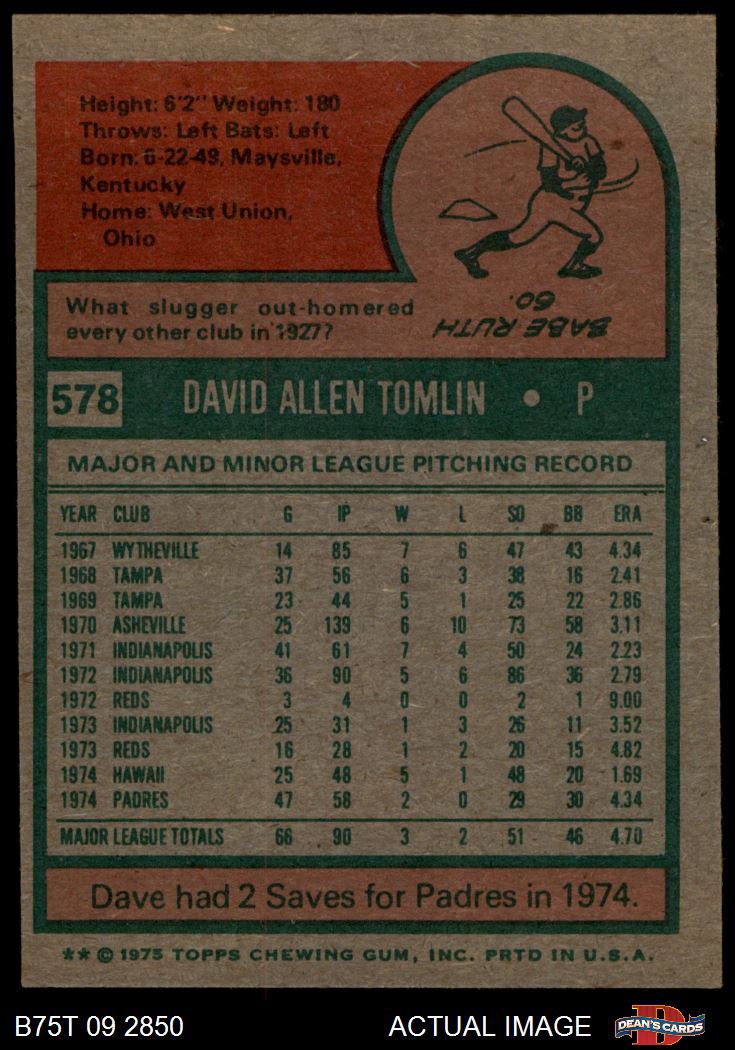 Height: 6'2" Weight: 180
Throws: Left Bats: Left
Born: 6-22-49, Maysville,
Kentucky
Home: West Union,
Ohio
What slugger out-homered
every other club in 1927?
BABE RUTH
60.
578 DAVID ALLEN TOMLIN • P
MAJOR AND MINOR LEAGUE PITCHING RECORD
YEAR CLUB G IP W L SO BB ERA
1967 WYTHEVILLE 14 85 7 6 47 43 4.34
1968 TAMPA 37 56 6 3 38 16 2.41
1969 TAMPA 23 44 5 1 25 22 2.86
1970 ASHEVILLE 25 139 6 10 73 58 3.11
1971 INDIANAPOLIS 41 61 7 4 50 24 2.23
1972 INDIANAPOLIS 36 90 5 6 86 36 2.79
1972 REDS 3 4 0 0 2 1 9.00
1973 INDIANAPOLIS 25 31 1 3 26 11 3.52
1973 REDS 16 28 1 2 20 15 4.82
1974 HAWAII 25 48 5 1 48 20 1.69
1974 PADRES 47 58 2 0 29 30 4.34
MAJOR LEAGUE TOTALS 66 90 3 2 51 46 4.70
Dave had 2 Saves for Padres in 1974.
** © 1975 TOPPS CHEWING GUM, INC. PRTD IN U.S.A.
B75T 09 2850 ACTUAL IMAGE DEAN'S CARDS